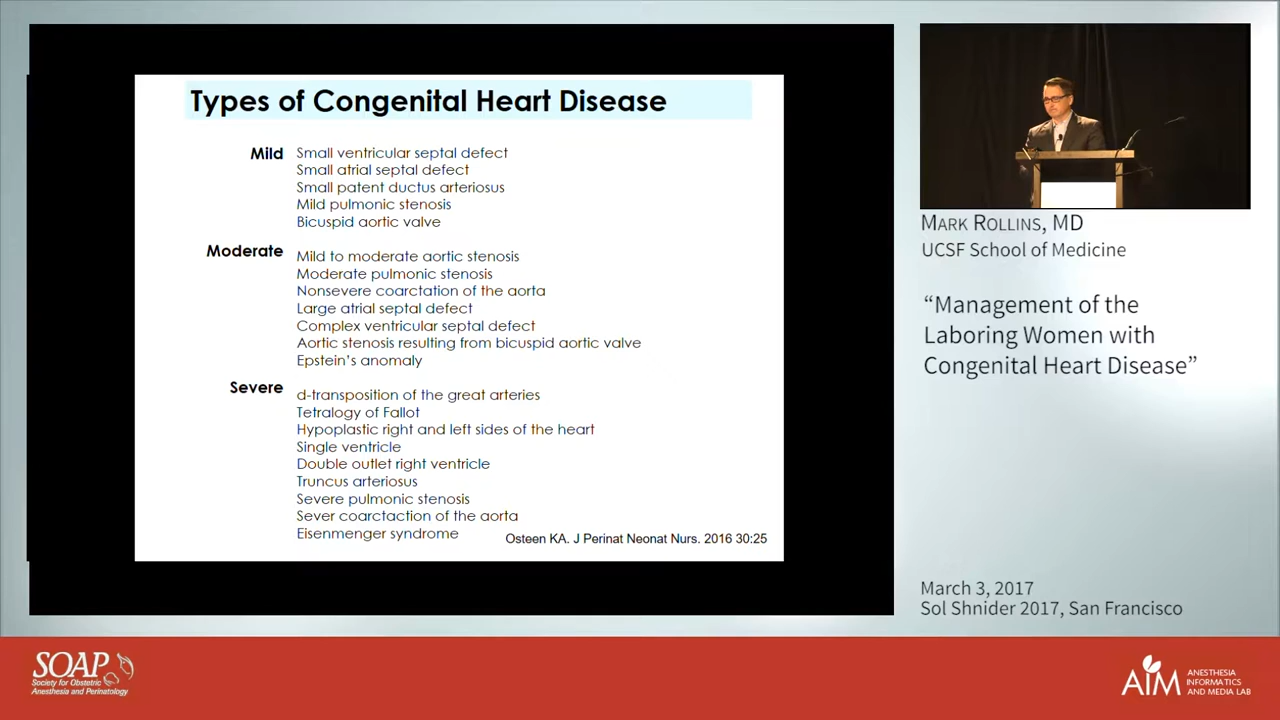 Types of Congenital Heart Disease
Mild
Small ventricular septal defect
Small atrial septal defect
Small patent ductus arteriosus
Mild pulmonic stenosis
Bicuspid aortic valve
Moderate
Mild to moderate aortic stenosis
Moderate pulmonic stenosis
Nonsevere coarctation of the aorta
Large atrial septal defect
Complex ventricular septal defect
Aortic stenosis resulting from bicuspid aortic valve
Epstein's anomaly
Severe
d-transposition of the great arteries
Tetralogy of Fallot
Hypoplastic right and left sides of the heart
Single ventricle
Double outlet right ventricle
Truncus arteriosus
Severe pulmonic stenosis
Sever coarctaction of the aorta
Eisenmenger syndrome
Osteen KA. J Perinat Neonat Nurs. 2016 30:25
MARK ROLLINS, MD
UCSF School of Medicine
“Management of the
Laboring Women with
Congenital Heart Disease”
March 3, 2017
Sol Shnider 2017, San Francisco
SOAP
Society for Obstetric
Anesthesia and Perinatology
AIM
ANESTHESIA
INFORMATICS
AND MEDIA LAB